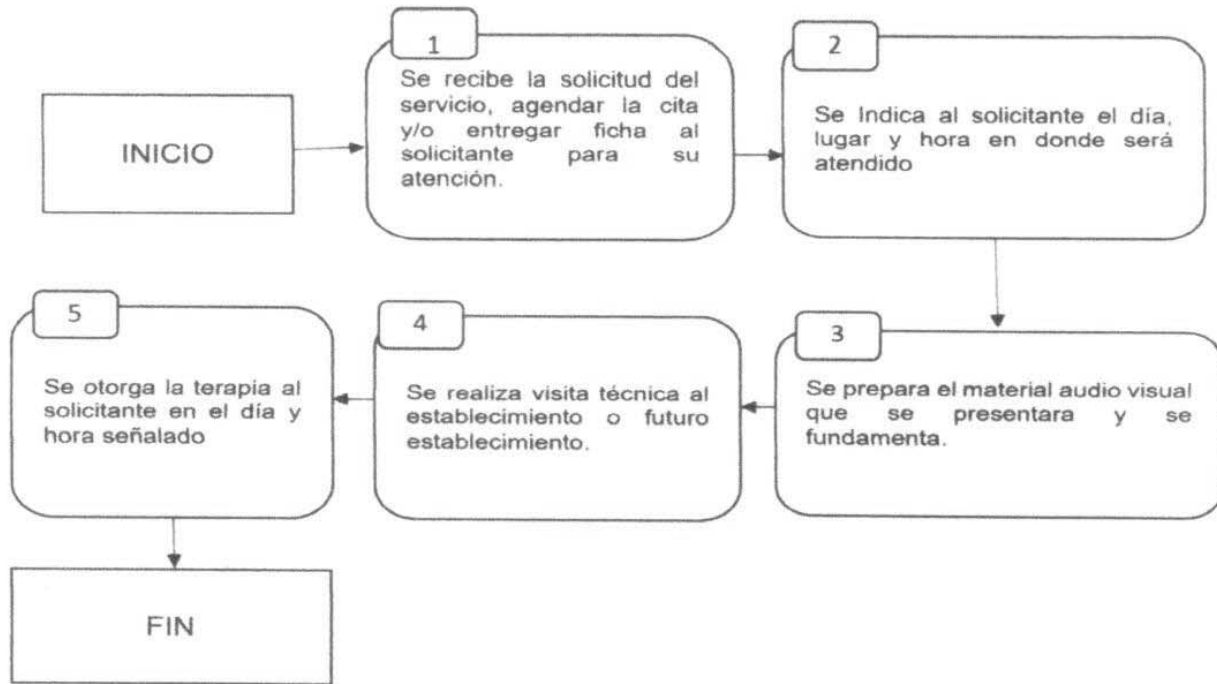 INICIO
1
Se recibe la solicitud del
servicio, agendar la cita
y/o entregar ficha al
solicitante para su
atención.
2
Se Indica al solicitante el día,
lugar y hora en donde será
atendido
3
Se prepara el material audio visual
que se presentara y se
fundamenta.
4
Se realiza visita técnica al
establecimiento o futuro
establecimiento.
5
Se otorga la terapia al
solicitante en el día y
hora señalado
FIN